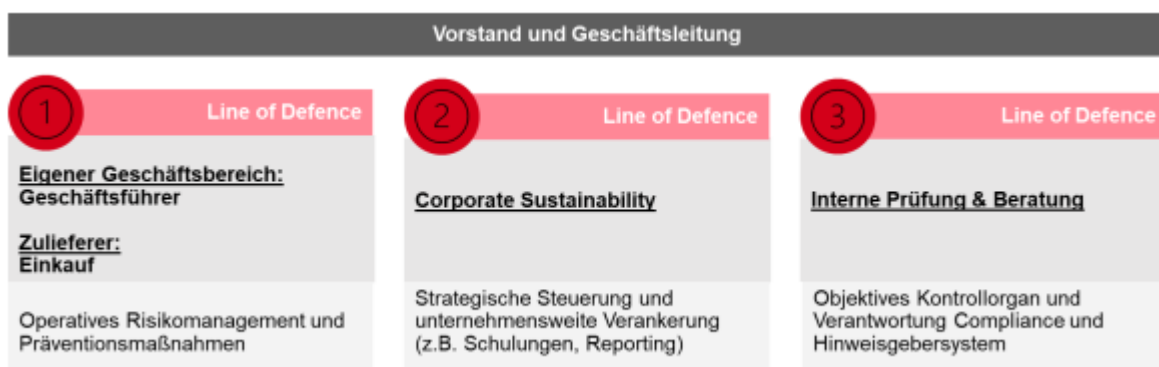 Vorstand und Geschäftsleitung
1
Line of Defence
Eigener Geschäftsbereich:
Geschäftsführer
Zulieferer:
Einkauf
Operatives Risikomanagement und
Präventionsmaßnahmen
2
Line of Defence
Corporate Sustainability
Strategische Steuerung und
unternehmensweite Verankerung
(z.B. Schulungen, Reporting)
3
Line of Defence
Interne Prüfung & Beratung
Objektives Kontrollorgan und
Verantwortung Compliance und
Hinweisgebersystem